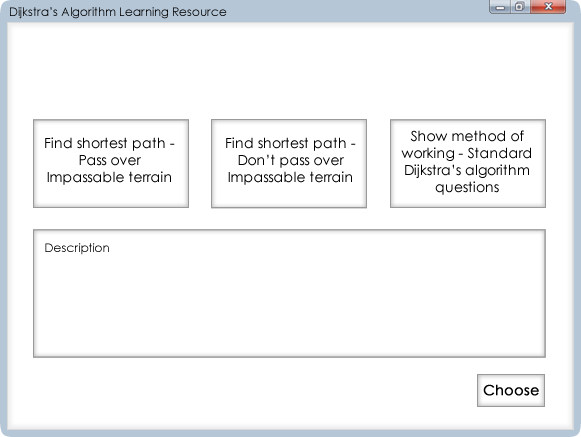 Dijkstra's Algorithm Learning Resource
Find shortest path -
Pass over
Impassable terrain
Find shortest path -
Don't pass over
Impassable terrain
Show method of
working - Standard
Dijkstra's algorithm
questions
Description
Choose